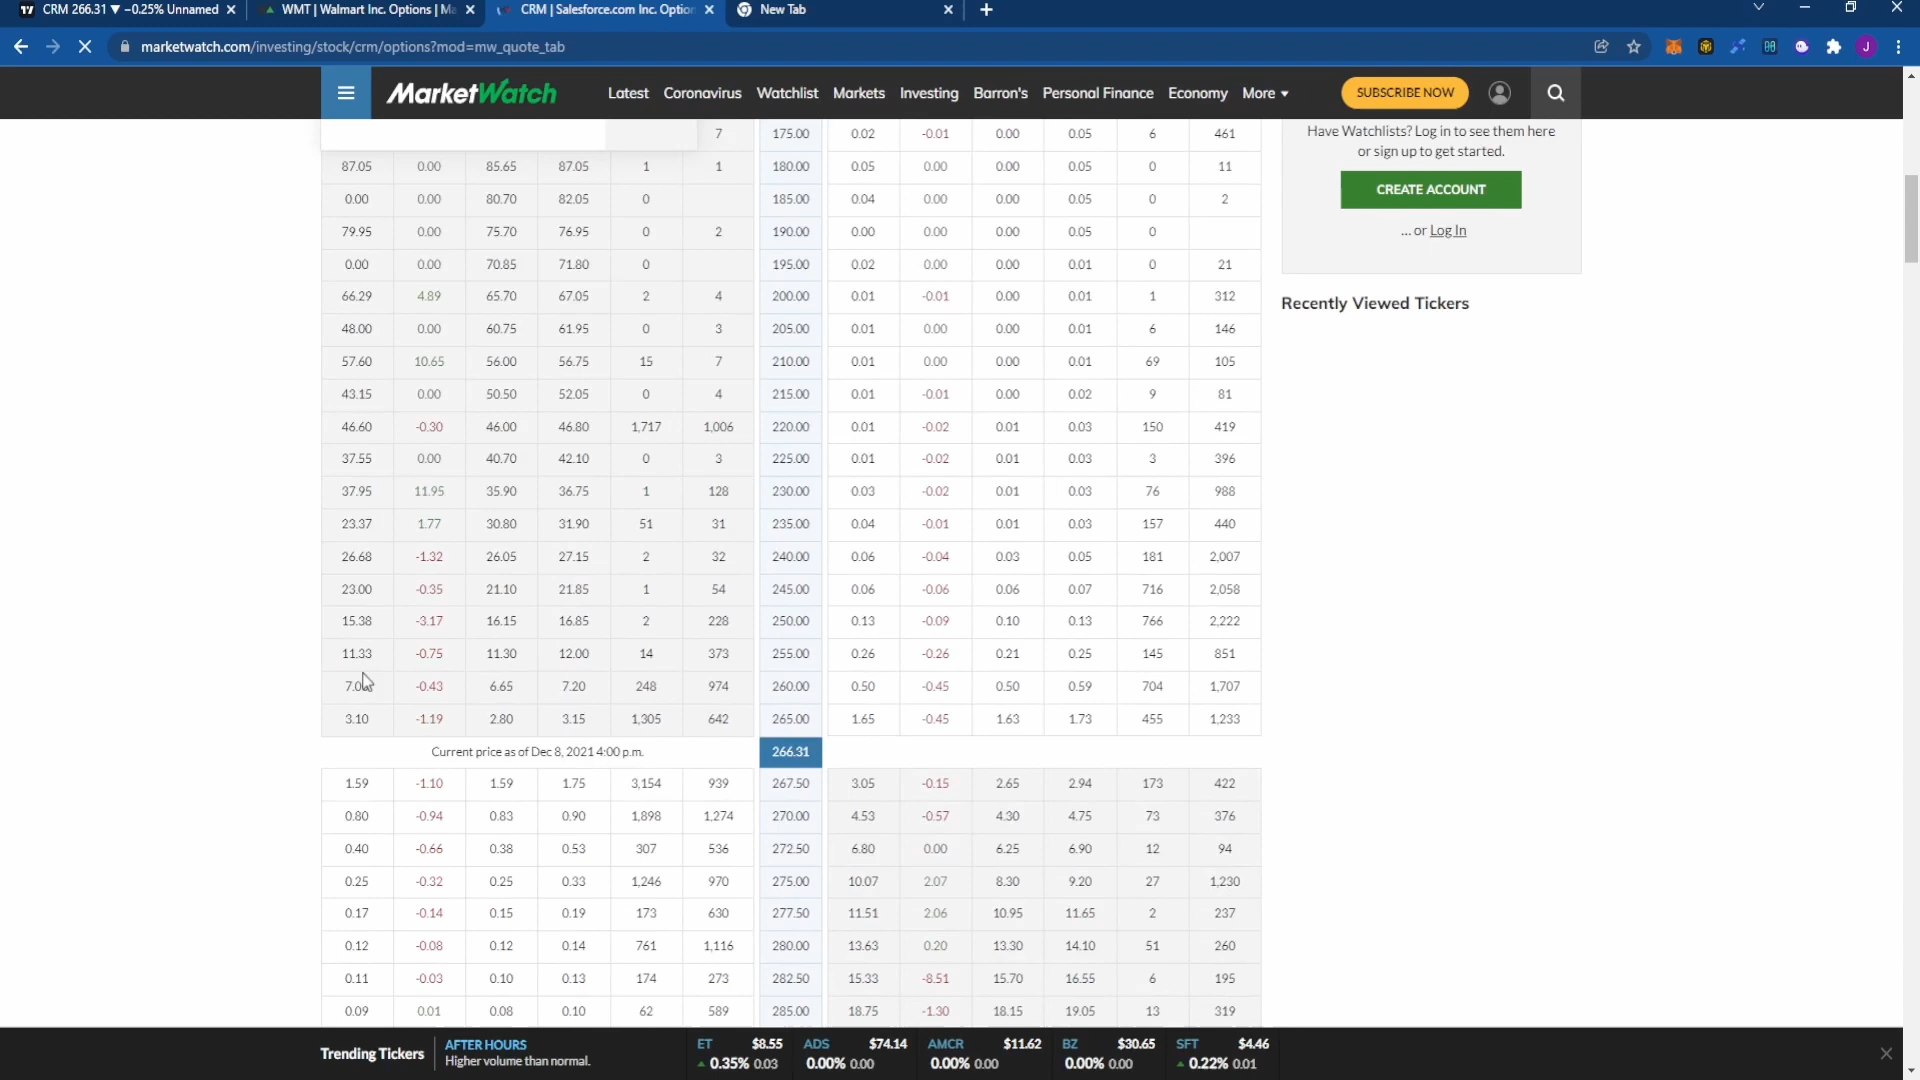 CRM 266.31 ▼ −0.25% Unnamed
WMT | Walmart Inc. Options | Ma
CRM | Salesforce.com Inc. Option
New Tab
marketwatch.com/investing/stock/crm/options?mod=mw_quote_tab
J
MarketWatch
Latest Coronavirus Watchlist Markets Investing Barron's Personal Finance Economy More
SUBSCRIBE NOW
7 175.00 0.02 -0.01 0.00 0.05 6 461
87.05 0.00 85.65 87.05 1 1 180.00 0.05 0.00 0.00 0.05 0 11
0.00 0.00 80.70 82.05 0 185.00 0.04 0.00 0.00 0.05 0 2
79.95 0.00 75.70 76.95 0 2 190.00 0.00 0.00 0.00 0.05 0
0.00 0.00 70.85 71.80 0 195.00 0.02 0.00 0.00 0.01 0 21
66.29 4.89 65.70 67.05 2 4 200.00 0.01 -0.01 0.00 0.01 1 312
48.00 0.00 60.75 61.95 0 3 205.00 0.01 0.00 0.00 0.01 6 146
57.60 10.65 56.00 56.75 15 7 210.00 0.01 0.00 0.00 0.01 69 105
43.15 0.00 50.50 52.05 0 4 215.00 0.01 -0.01 0.00 0.02 9 81
46.60 -0.30 46.00 46.80 1,717 1,006 220.00 0.01 -0.02 0.01 0.03 150 419
37.55 0.00 40.70 42.10 0 3 225.00 0.01 -0.02 0.01 0.03 3 396
37.95 11.95 35.90 36.75 1 128 230.00 0.03 -0.02 0.01 0.03 76 988
23.37 1.77 30.80 31.90 51 31 235.00 0.04 -0.01 0.01 0.03 157 440
26.68 -1.32 26.05 27.15 2 32 240.00 0.06 -0.04 0.03 0.05 181 2,007
23.00 -0.35 21.10 21.85 1 54 245.00 0.06 -0.06 0.06 0.07 716 2,058
15.38 -3.17 16.15 16.85 2 228 250.00 0.13 -0.09 0.10 0.13 766 2,222
11.33 -0.75 11.30 12.00 14 373 255.00 0.26 -0.26 0.21 0.25 145 851
-0.43 6.65 7.20 248 974 260.00 0.50 -0.45 0.50 0.59 704 1,707
3.10 -1.19 2.80 3.15 1,305 642 265.00 1.65 -0.45 1.63 1.73 455 1,233
Current price as of Dec 8, 2021 4:00 p.m. 266.31
1.59 -1.10 1.59 1.75 3,154 939 267.50 3.05 -0.15 2.65 2.94 173 422
0.80 -0.94 0.83 0.90 1,898 1,274 270.00 4.53 -0.57 4.30 4.75 73 376
0.40 -0.66 0.38 0.53 307 536 272.50 6.80 0.00 6.25 6.90 12 94
0.25 -0.32 0.25 0.33 1,246 970 275.00 10.07 2.07 8.30 9.20 27 1,230
0.17 -0.14 0.15 0.19 173 630 277.50 11.51 2.06 10.95 11.65 2 237
0.12 -0.08 0.12 0.14 761 1,116 280.00 13.63 0.20 13.30 14.10 51 260
0.11 -0.03 0.10 0.13 174 273 282.50 15.33 -8.51 15.70 16.55 6 195
0.09 0.01 0.08 0.10 62 589 285.00 18.75 -1.30 18.15 19.05 13 319
Have Watchlists? Log in to see them here
or sign up to get started.
CREATE ACCOUNT
... or Log In
Recently Viewed Tickers
Trending Tickers
AFTER HOURS
Higher volume than normal.
ET $8.55
0.35% 0.03
ADS $74.14
0.00% 0.00
AMCR $11.62
0.00% 0.00
BZ $30.65
0.00% 0.00
SFT $4.46
0.22% 0.01